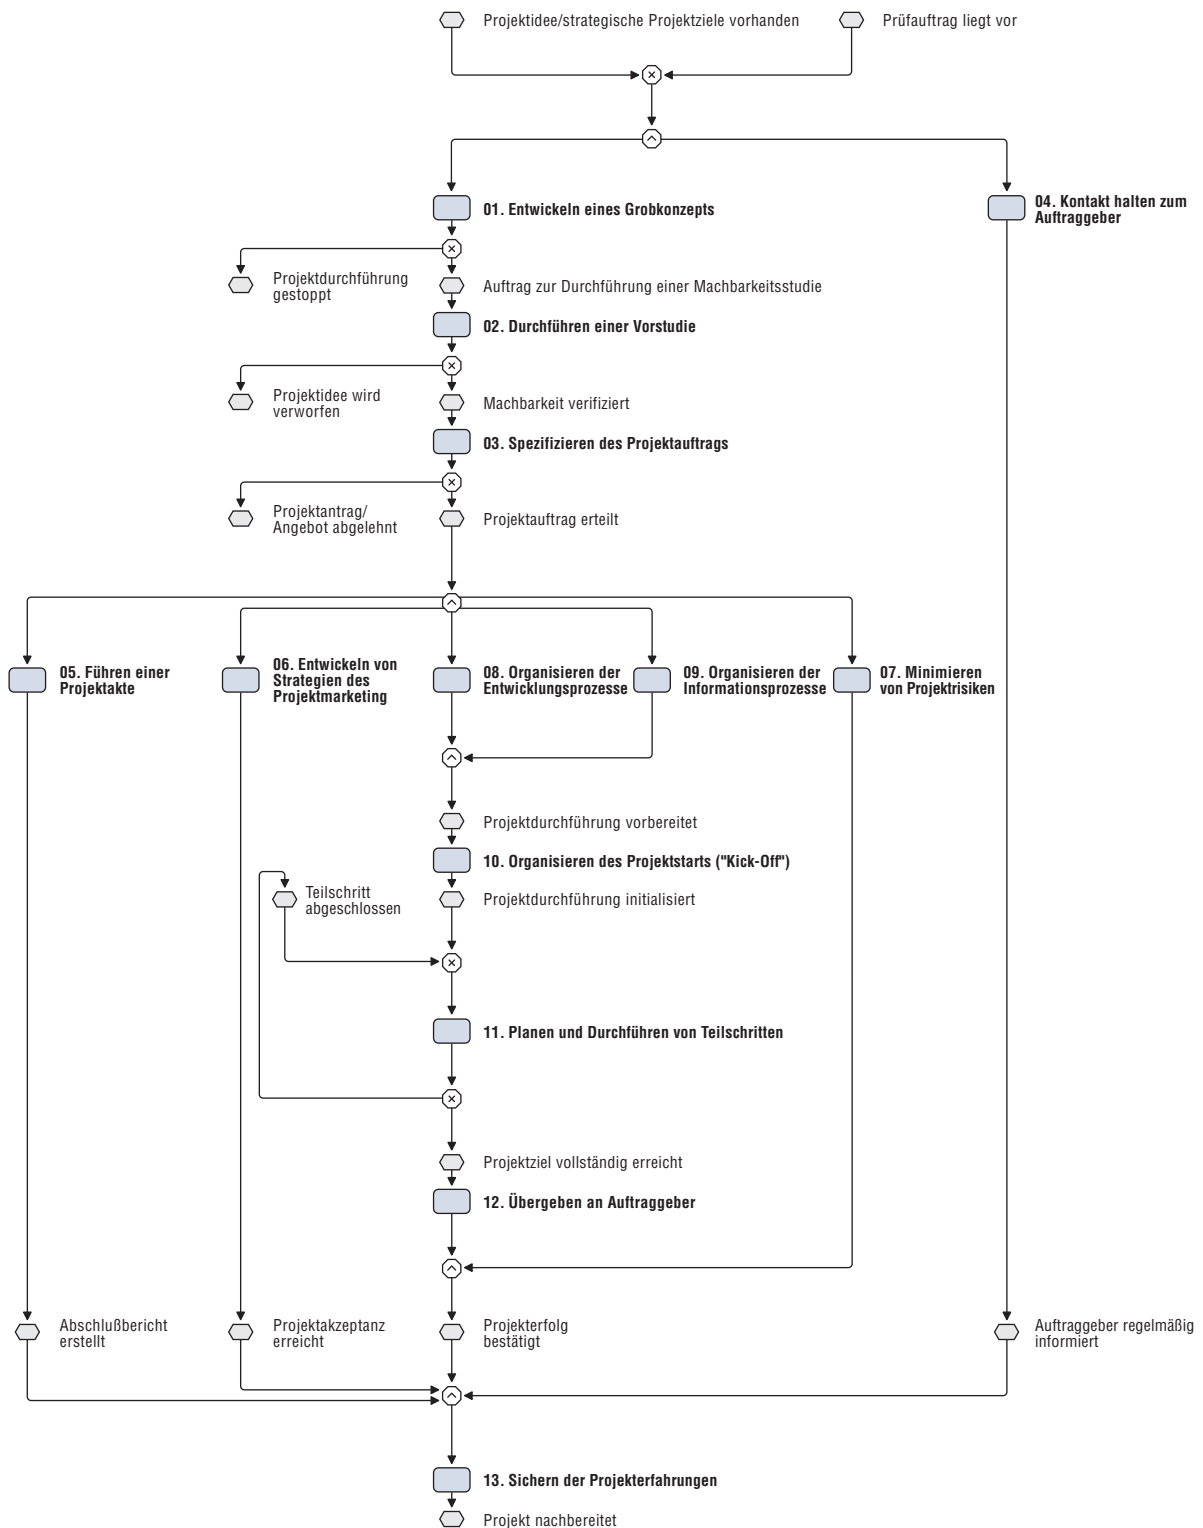 Projektidee/strategische Projektziele vorhanden
Prüfauftrag liegt vor
01. Entwickeln eines Grobkonzepts
04. Kontakt halten zum
Auftraggeber
Projektdurchführung
gestoppt
Auftrag zur Durchführung einer Machbarkeitsstudie
02. Durchführen einer Vorstudie
Projektidee wird
verworfen
Machbarkeit verifiziert
03. Spezifizieren des Projektauftrags
Projektantrag/
Angebot abgelehnt
Projektauftrag erteilt
05. Führen einer
Projektakte
06. Entwickeln von
Strategien des
Projektmarketing
08. Organisieren der
Entwicklungsprozesse
09. Organisieren der
Informationsprozesse
07. Minimieren
von Projektrisiken
Projektdurchführung vorbereitet
10. Organisieren des Projektstarts ("Kick-Off")
Teilschritt
abgeschlossen
Projektdurchführung initialisiert
11. Planen und Durchführen von Teilschritten
Projektziel vollständig erreicht
12. Übergeben an Auftraggeber
Abschlußbericht
erstellt
Projektakzeptanz
erreicht
Projekterfolg
bestätigt
Auftraggeber regelmäßig
informiert
13. Sichern der Projekterfahrungen
Projekt nachbereitet